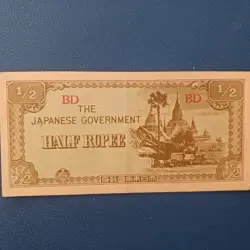 1/2 1/2
BD BD
THE
JAPANESE GOVERNMENT
HALF RUPEE
1/2 1/2